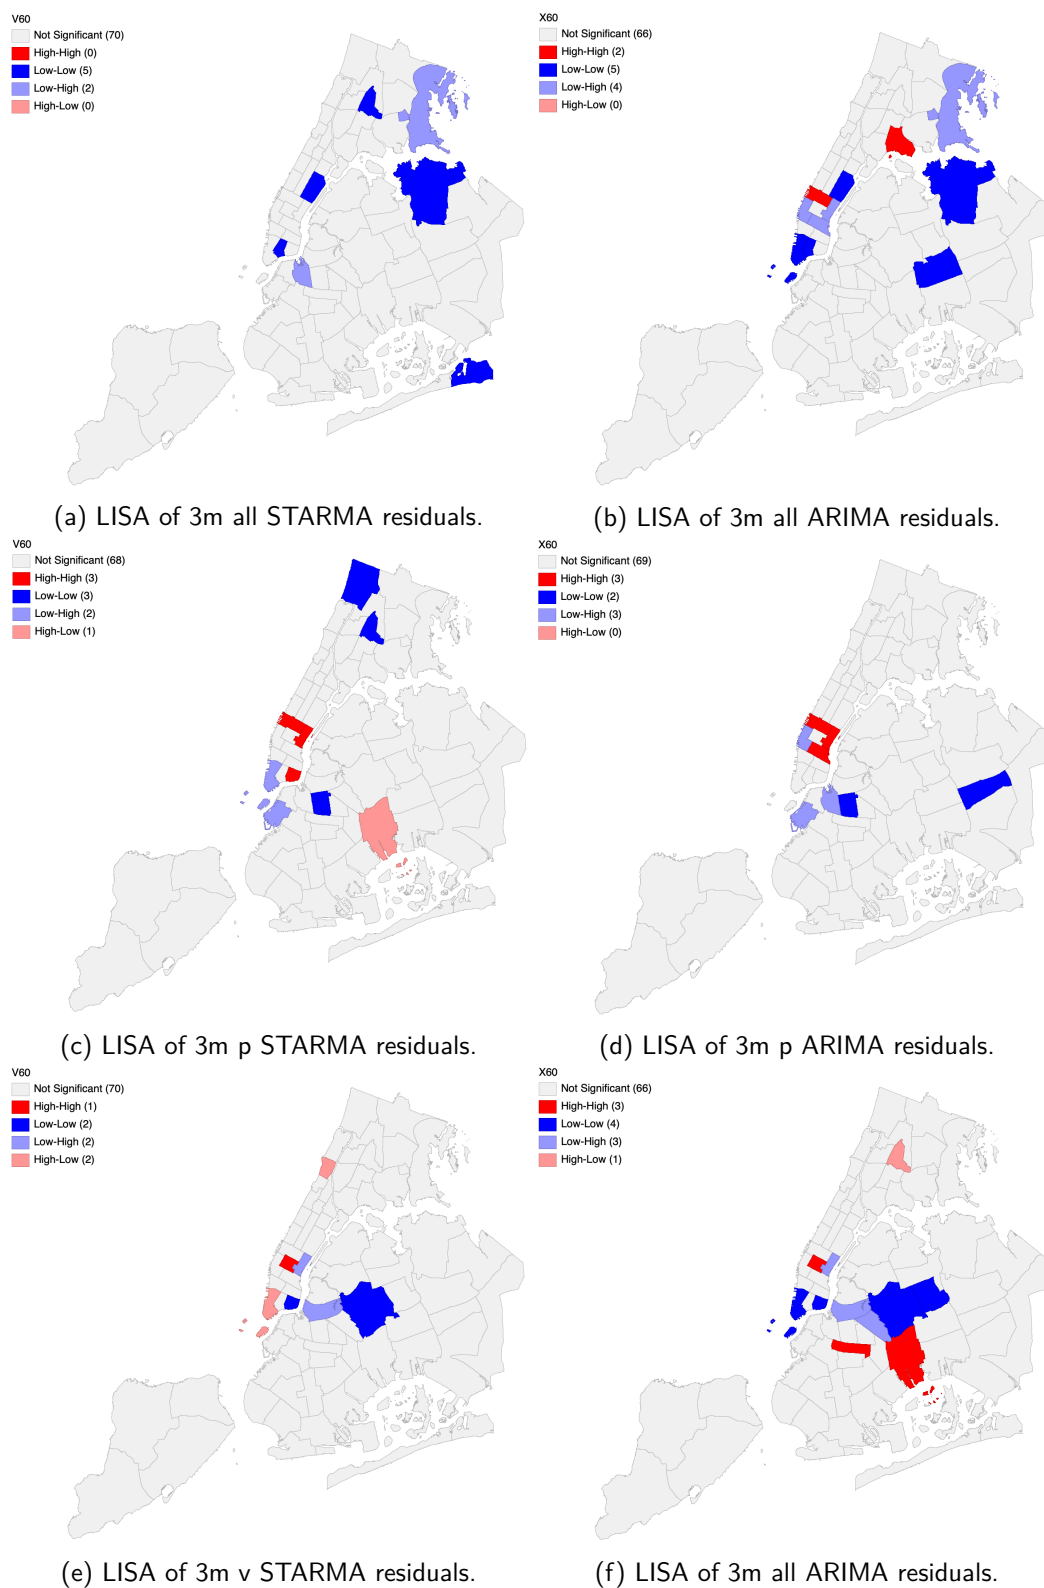 V60
Not Significant (70)
High-High (0)
Low-Low (5)
Low-High (2)
High-Low (0)
X60
Not Significant (66)
High-High (2)
Low-Low (5)
Low-High (4)
High-Low (0)
(a) LISA of 3m all STARMA residuals.
(b) LISA of 3m all ARIMA residuals.
V60
Not Significant (68)
High-High (3)
Low-Low (3)
Low-High (2)
High-Low (1)
X60
Not Significant (69)
High-High (3)
Low-Low (2)
Low-High (3)
High-Low (0)
(c) LISA of 3m p STARMA residuals.
(d) LISA of 3m p ARIMA residuals.
V60
Not Significant (70)
High-High (1)
Low-Low (2)
Low-High (2)
High-Low (2)
X60
Not Significant (66)
High-High (3)
Low-Low (4)
Low-High (3)
High-Low (1)
(e) LISA of 3m v STARMA residuals.
(f) LISA of 3m all ARIMA residuals.